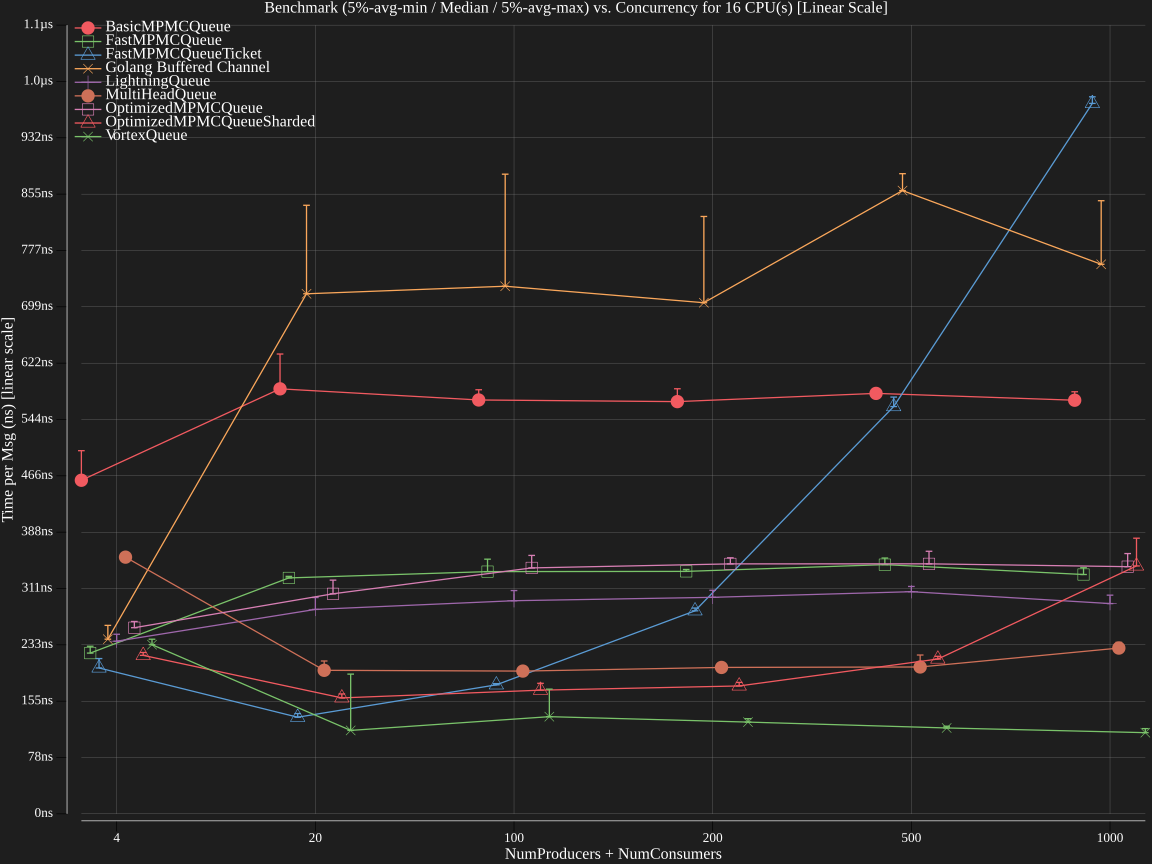 Benchmark (5%-avg-min / Median / 5%-avg-max) vs. Concurrency for 16 CPU(s) [Linear Scale]
BasicMPMCQueue
FastMPMCQueue
FastMPMCQueueTicket
Golang Buffered Channel
LightningQueue
MultiHeadQueue
OptimizedMPMCQueue
OptimizedMPMCQueueSharded
VortexQueue
Time per Msg (ns) [linear scale]
1.1µs
1.0µs
932ns
855ns
777ns
699ns
622ns
544ns
466ns
388ns
311ns
233ns
155ns
78ns
0ns
4 20 100 200 500 1000
NumProducers + NumConsumers